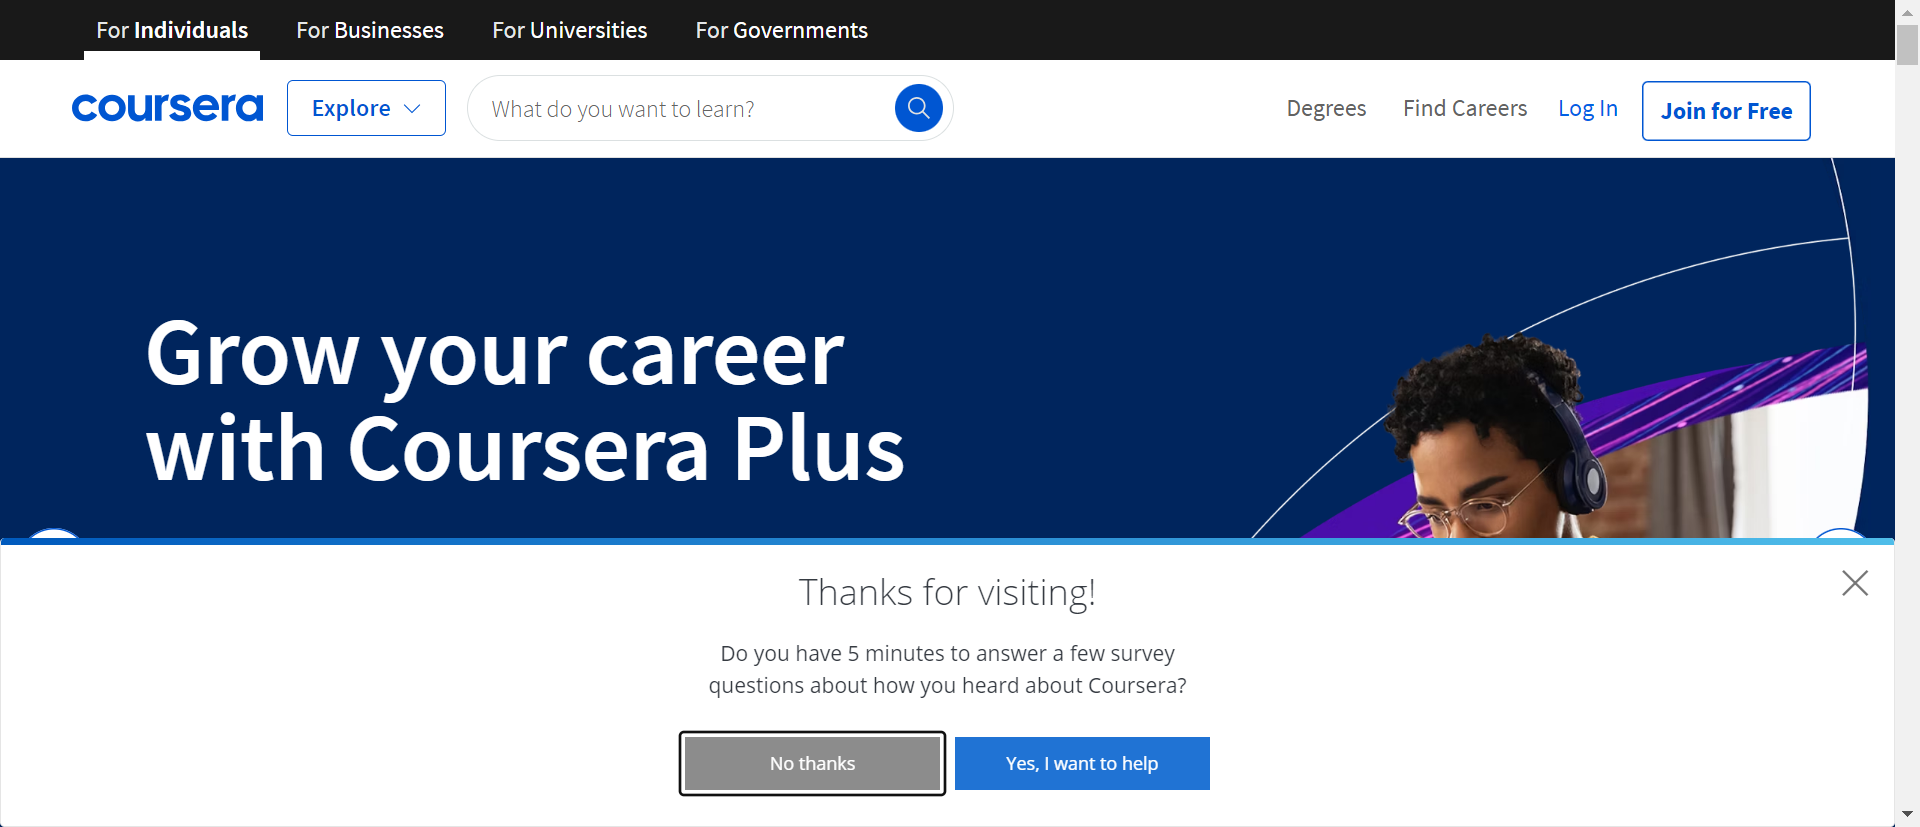 For Individuals For Businesses For Universities For Governments
coursera Explore What do you want to learn? Degrees Find Careers Log In Join for Free
Grow your career
with Coursera Plus
Thanks for visiting!
Do you have 5 minutes to answer a few survey
questions about how you heard about Coursera?
No thanks Yes, I want to help